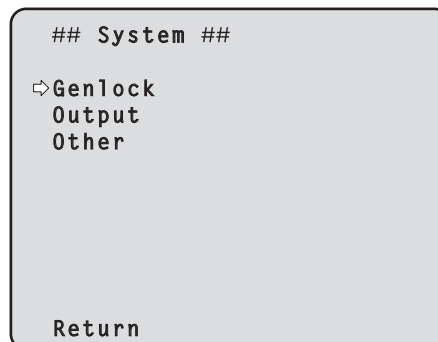 ## System ##
⇨Genlock
Output
Other
Return